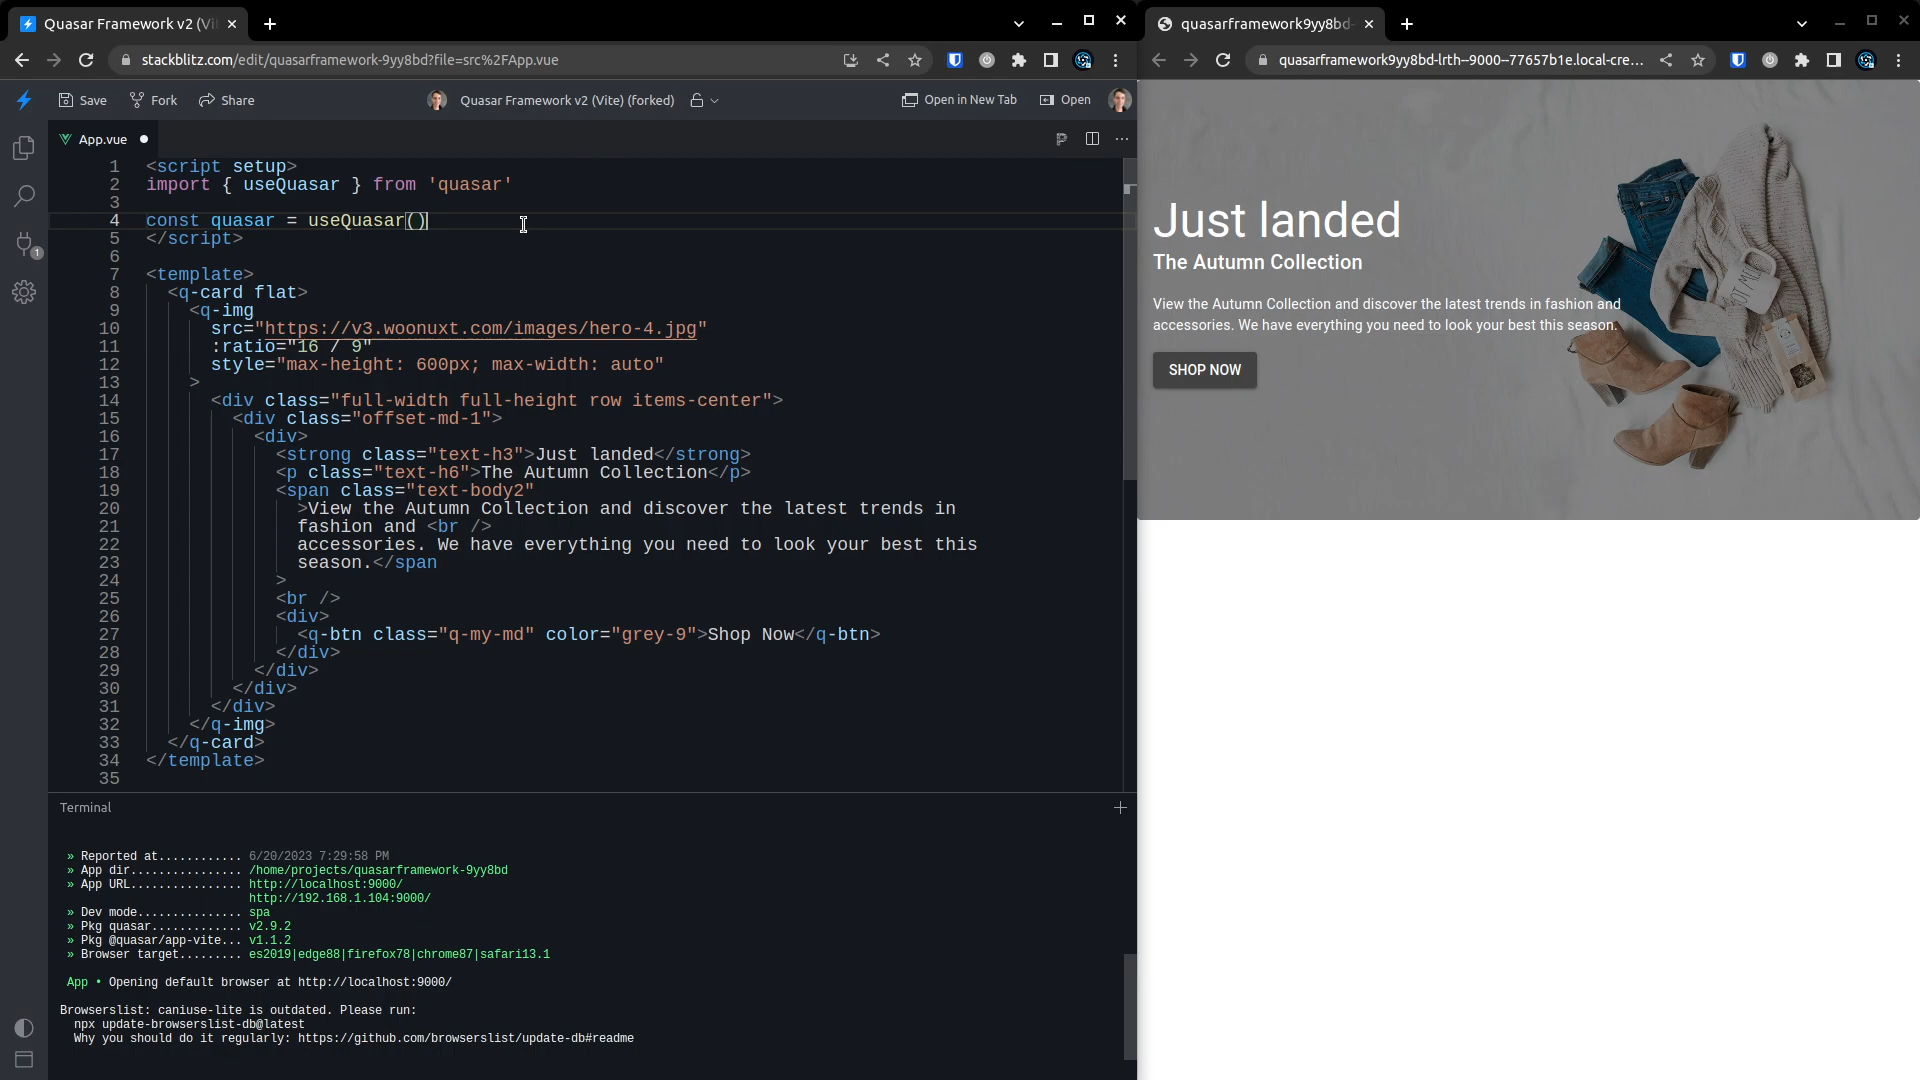 Quasar Framework v2 (Vi
stackblitz.com/edit/quasarframework-9yy8bd?file=src%2FApp.vue
Save Fork Share Quasar Framework v2 (Vite) (forked) Open in New Tab Open
App.vue
1 <script setup>
2 import { useQuasar } from 'quasar'
3
4 const quasar = useQuasar()
5 </script>
6
7 <template>
8 <q-card flat>
9 <q-img
10 src="https://v3.woonuxt.com/images/hero-4.jpg"
11 :ratio="16 / 9"
12 style="max-height: 600px; max-width: auto"
13 >
14 <div class="full-width full-height row items-center">
15 <div class="offset-md-1">
16 <div>
17 <strong class="text-h3">Just landed</strong>
18 <p class="text-h6">The Autumn Collection</p>
19 <span class="text-body2"
20 >View the Autumn Collection and discover the latest trends in
21 fashion and <br />
22 accessories. We have everything you need to look your best this
23 season.</span
24 >
25 <br />
26 <div>
27 <q-btn class="q-my-md" color="grey-9">Shop Now</q-btn>
28 </div>
29 </div>
30 </div>
31 </div>
32 </q-img>
33 </q-card>
34 </template>
35
1
Terminal
» Reported at............ 6/20/2023 7:29:58 PM
» App dir................ /home/projects/quasarframework-9yy8bd
» App URL................ http://localhost:9000/
http://192.168.1.104:9000/
» Dev mode............... spa
» Pkg quasar............. v2.9.2
» Pkg @quasar/app-vite... v1.1.2
» Browser target......... es2019|edge88|firefox78|chrome87|safari13.1
App • Opening default browser at http://localhost:9000/
Browserslist: caniuse-lite is outdated. Please run:
npx update-browserslist-db@latest
Why you should do it regularly: https://github.com/browserslist/update-db#readme
quasarframework9yy8bd-
quasarframework9yy8bd-lrth--9000--77657b1e.local-cre...
Just landed
The Autumn Collection
View the Autumn Collection and discover the latest trends in fashion and
accessories. We have everything you need to look your best this season.
SHOP NOW